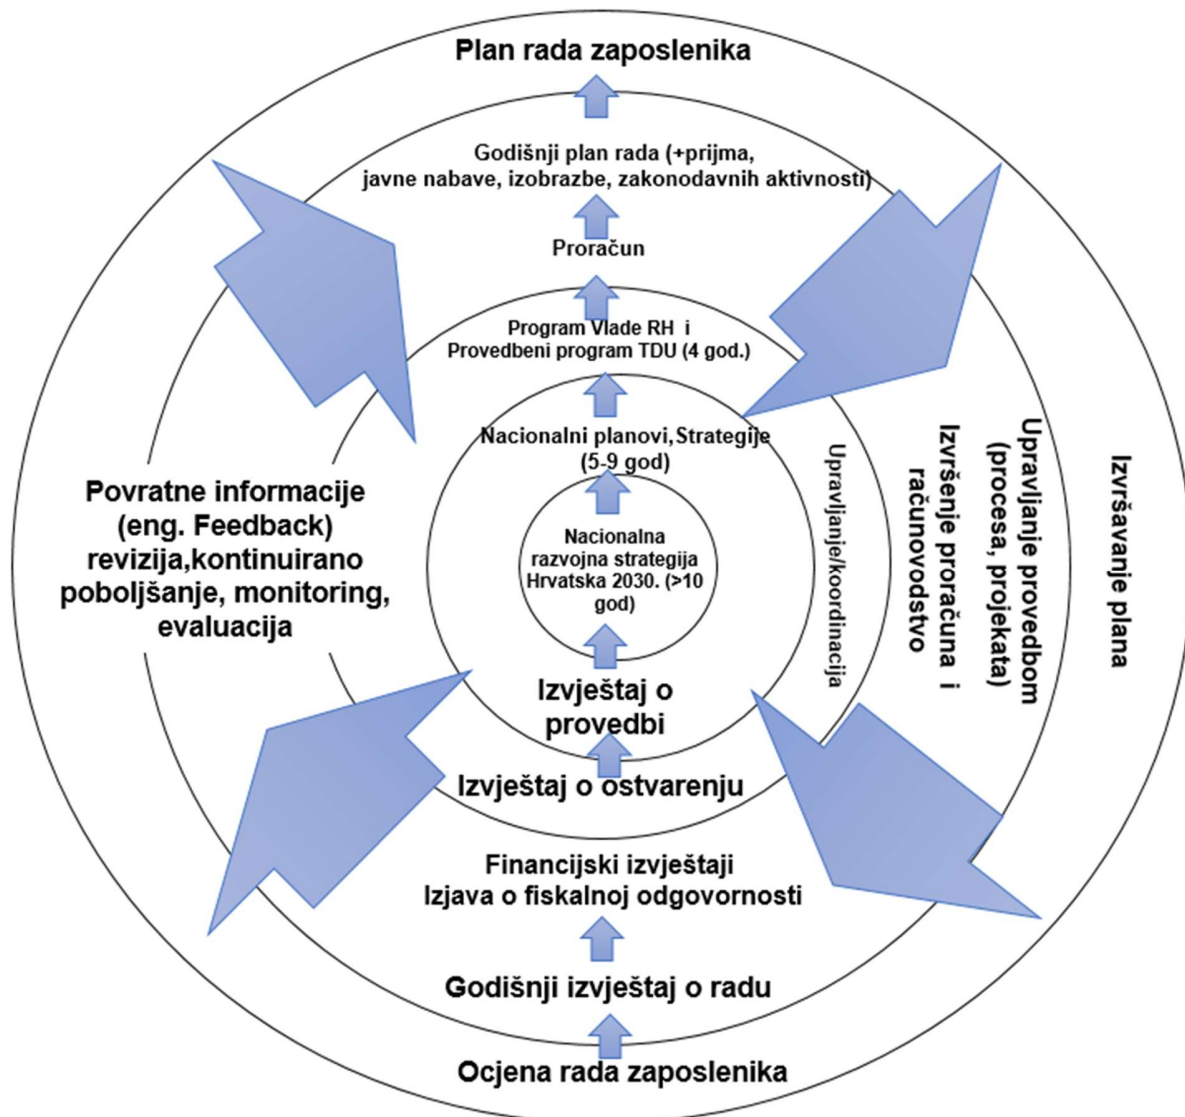 Plan rada zaposlenika
Godišnji plan rada (+prijma,
javne nabave, izobrazbe, zakonodavnih aktivnosti)
Proračun
Program Vlade RH i
Provedbeni program TDU (4 god.)
Nacionalni planovi, Strategije
(5-9 god)
Nacionalna
razvojna strategija
Hrvatska 2030. (>10
god)
Povratne informacije
(eng. Feedback)
revizija,kontinuirano
poboljšanje, monitoring,
evaluacija
Upravljanje/koordinacija
Izvršenje proračuna i
računovodstvo
Upravljanje provedbom
(procesa, projekata)
Izvršavanje plana
Izvještaj o
provedbi
Izvještaj o ostvarenju
Financijski izvještaji
Izjava o fiskalnoj odgovornosti
Godišnji izvještaj o radu
Ocjena rada zaposlenika